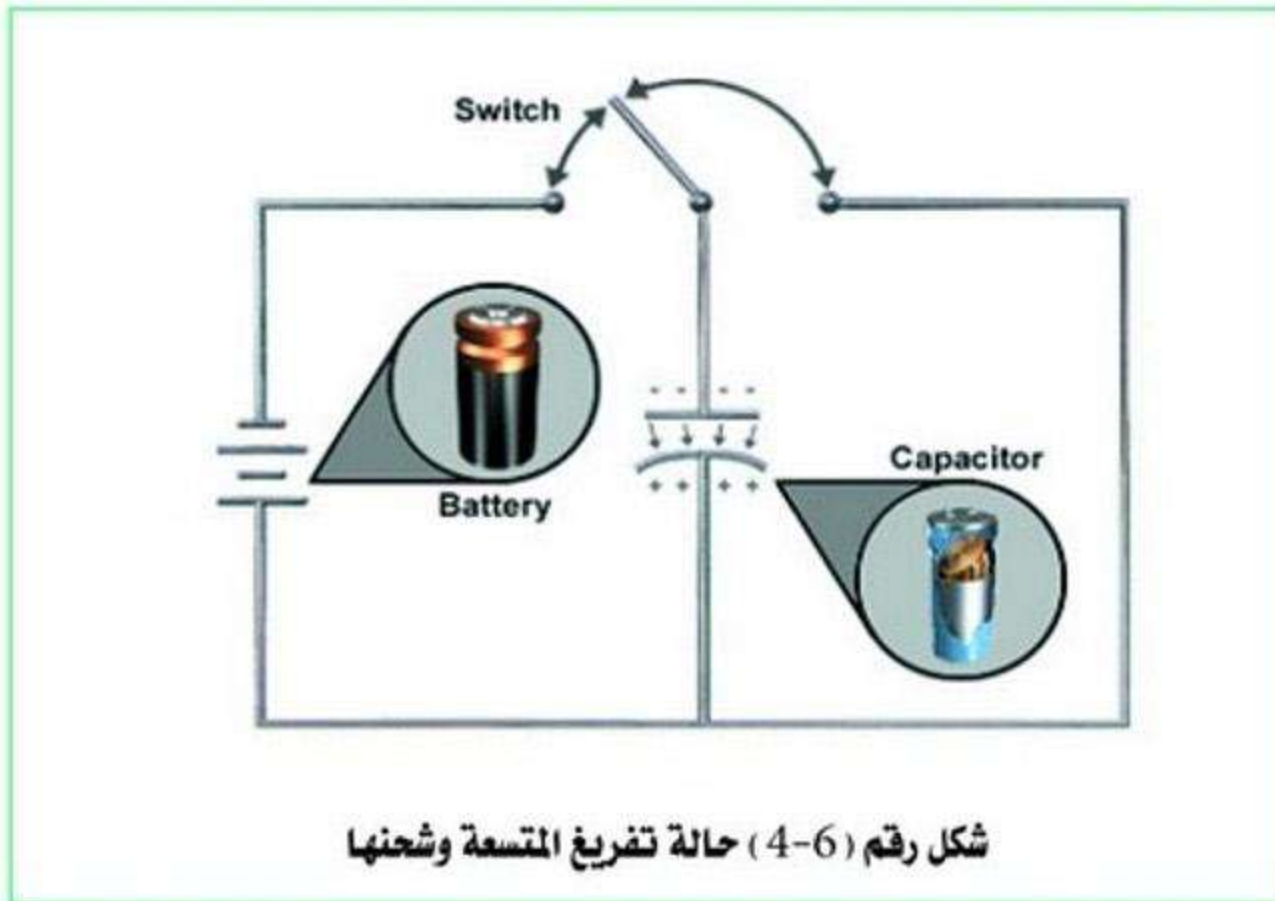 Switch
- - - -
Battery
+ + + +
Capacitor
شكل رقم (6-4) حالة تفريغ المتسعة وشحنها